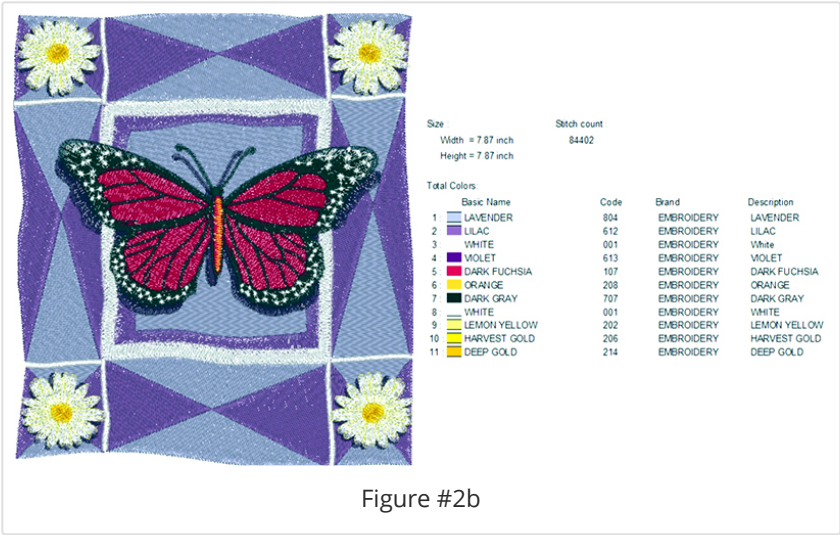 Size :
Stitch count :
Width = 7.87 inch
84402
Height = 7.87 inch
Total Colors:
Basic Name Code Brand Description
1 : LAVENDER 804 EMBROIDERY LAVENDER
2 : LILAC 612 EMBROIDERY LILAC
3 : WHITE 001 EMBROIDERY White
4 : VIOLET 613 EMBROIDERY VIOLET
5 : DARK FUCHSIA 107 EMBROIDERY DARK FUCHSIA
6 : ORANGE 208 EMBROIDERY ORANGE
7 : DARK GRAY 707 EMBROIDERY DARK GRAY
8 : WHITE 001 EMBROIDERY WHITE
9 : LEMON YELLOW 202 EMBROIDERY LEMON YELLOW
10 : HARVEST GOLD 206 EMBROIDERY HARVEST GOLD
11 : DEEP GOLD 214 EMBROIDERY DEEP GOLD
Figure #2b